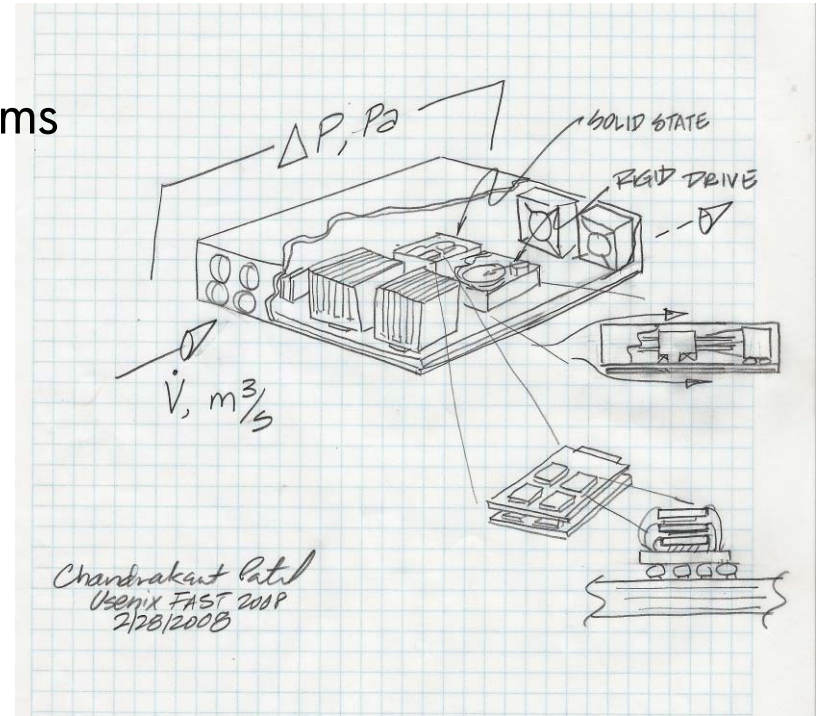 ms
ΔP, Pa
SOLID STATE
RIGID DRIVE
V̇, m³/s
Chandrakant Patel
Usenix FAST 2008
2/28/2008